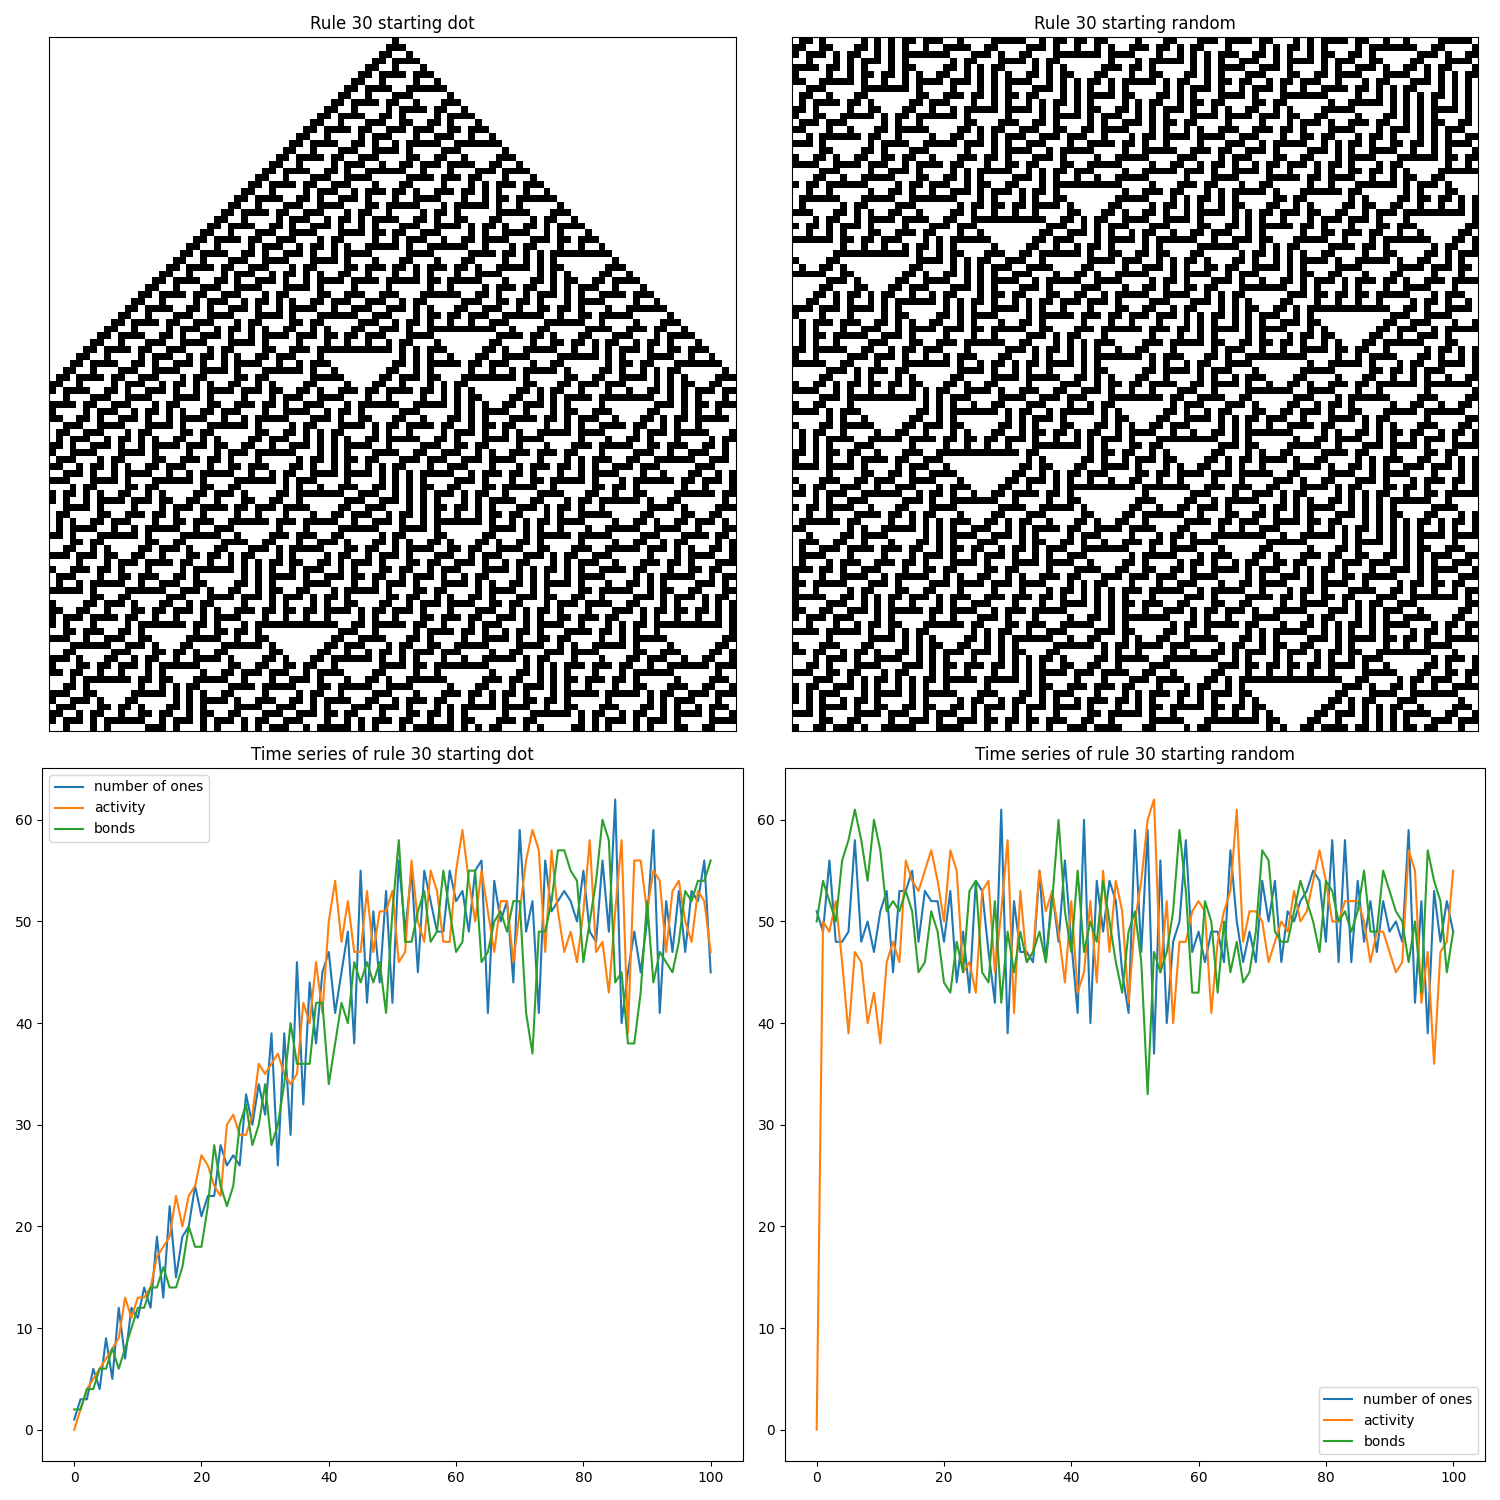 Rule 30 starting dot
Rule 30 starting random
Time series of rule 30 starting dot
60
50
40
30
20
10
0
0 20 40 60 80 100
number of ones
activity
bonds
Time series of rule 30 starting random
60
50
40
30
20
10
0
0 20 40 60 80 100
number of ones
activity
bonds